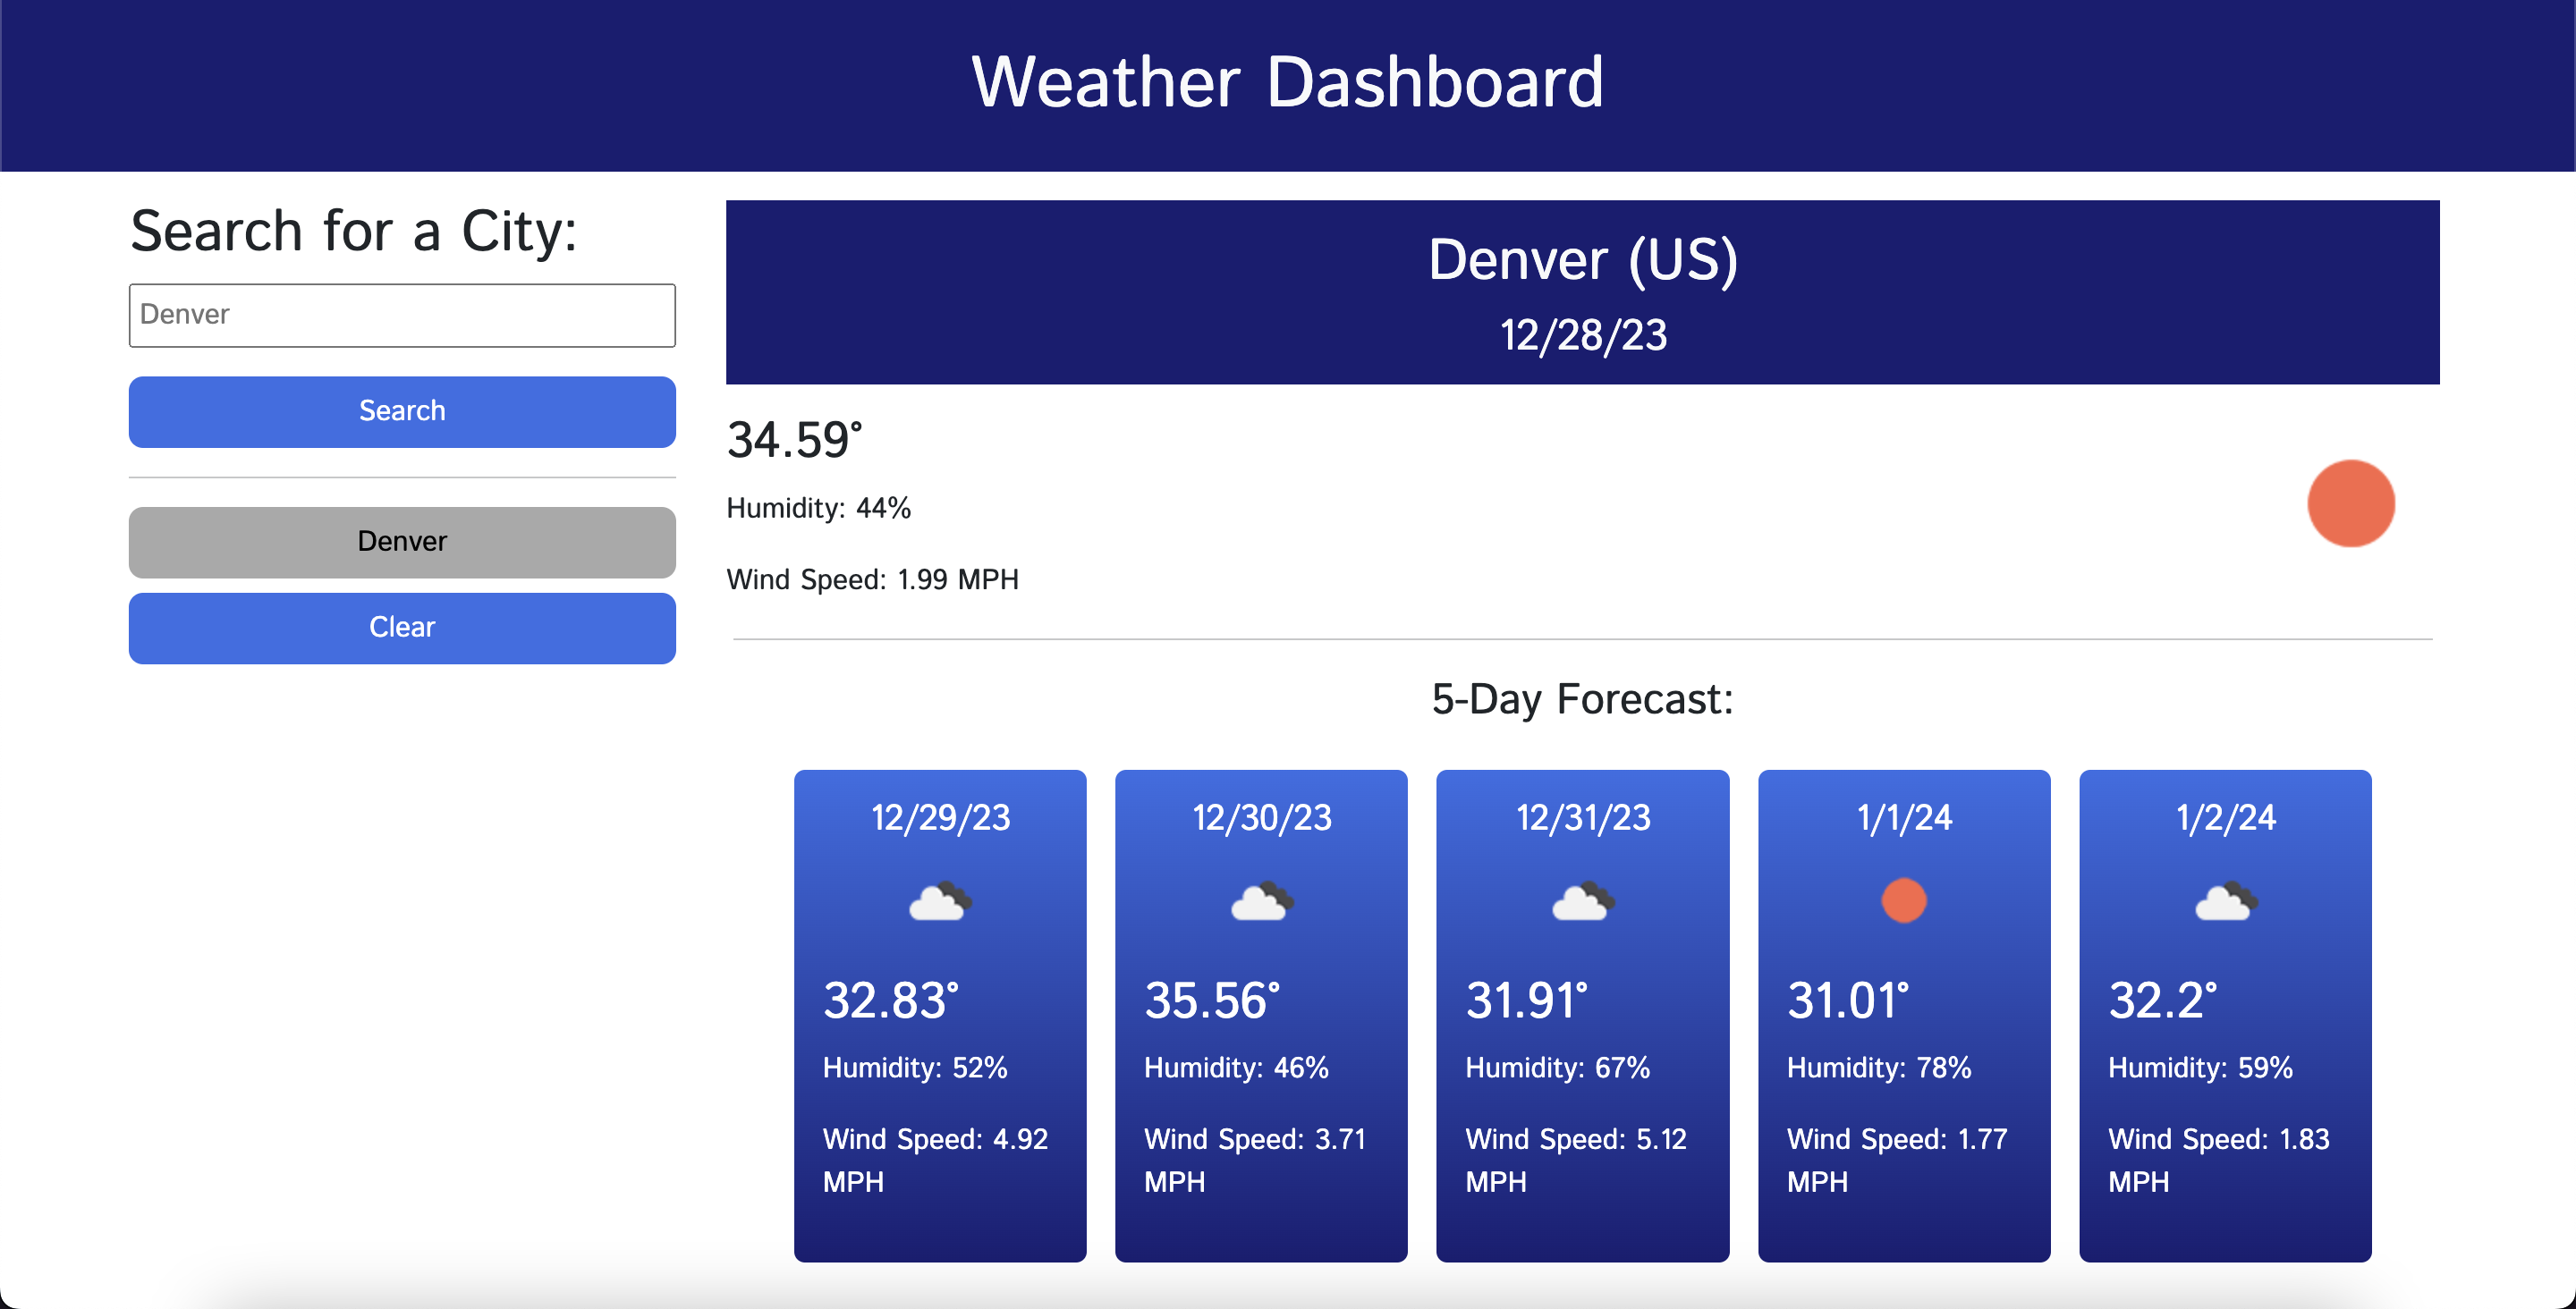 Weather Dashboard
Search for a City:
Denver
Search
Denver
Clear
Denver (US)
12/28/23
34.59°
Humidity: 44%
Wind Speed: 1.99 MPH
5-Day Forecast:
12/29/23
32.83°
Humidity: 52%
Wind Speed: 4.92
MPH
12/30/23
35.56°
Humidity: 46%
Wind Speed: 3.71
MPH
12/31/23
31.91°
Humidity: 67%
Wind Speed: 5.12
MPH
1/1/24
31.01°
Humidity: 78%
Wind Speed: 1.77
MPH
1/2/24
32.2°
Humidity: 59%
Wind Speed: 1.83
MPH